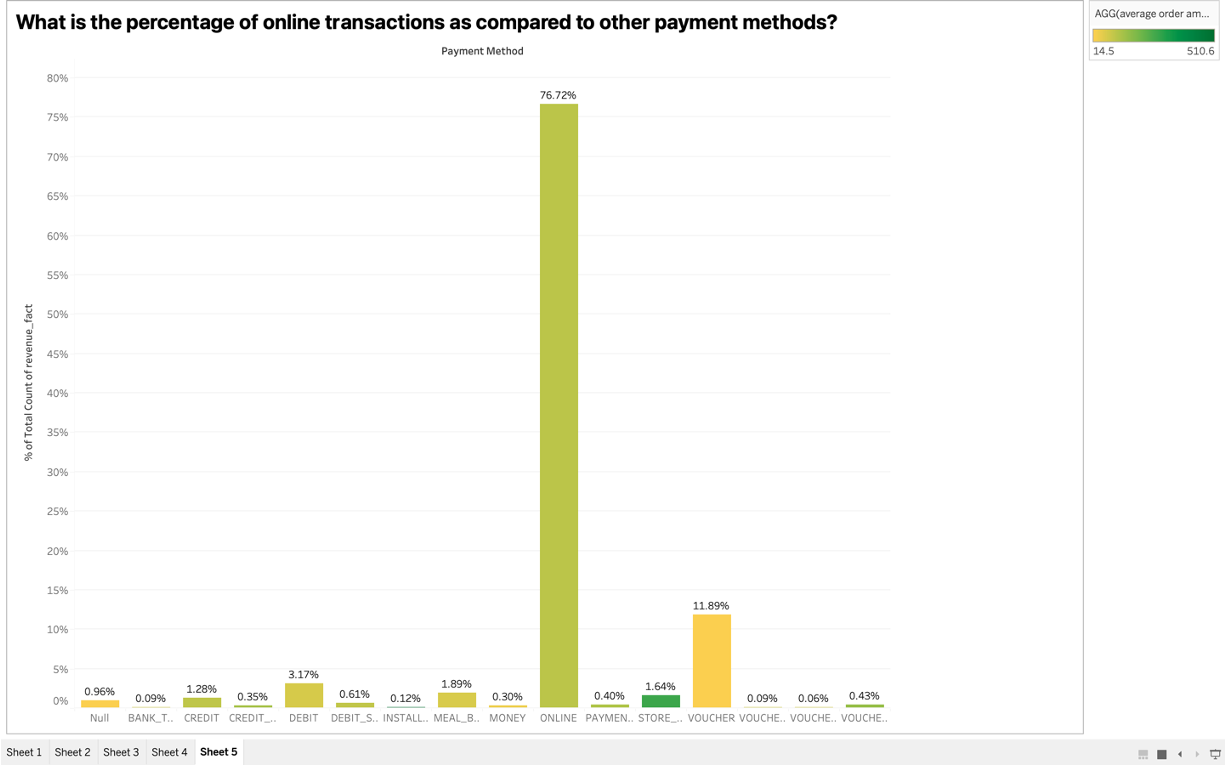 What is the percentage of online transactions as compared to other payment methods?
AGG(average order am...
14.5 510.6
Payment Method
% of Total Count of revenue_fact
80%
75%
70%
65%
60%
55%
50%
45%
40%
35%
30%
25%
20%
15%
10%
5%
0%
0.96% 0.09% 1.28% 0.35% 3.17% 0.61% 0.12% 1.89% 0.30% 76.72% 0.40% 1.64% 11.89% 0.09% 0.06% 0.43%
Null BANK_T.. CREDIT CREDIT_.. DEBIT DEBIT_S.. INSTALL.. MEAL_B.. MONEY ONLINE PAYMEN.. STORE_.. VOUCHER VOUCHE.. VOUCHE.. VOUCHE..
Sheet 1 Sheet 2 Sheet 3 Sheet 4 Sheet 5